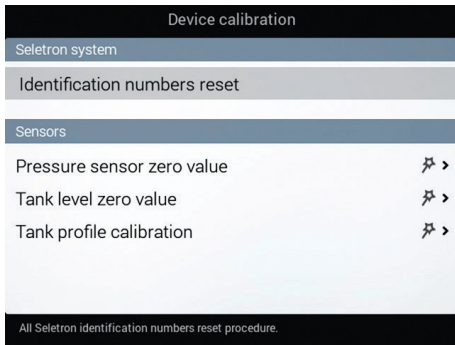 Device calibration
Seletron system
Identification numbers reset
Sensors
Pressure sensor zero value
Tank level zero value
Tank profile calibration
All Seletron identification numbers reset procedure.